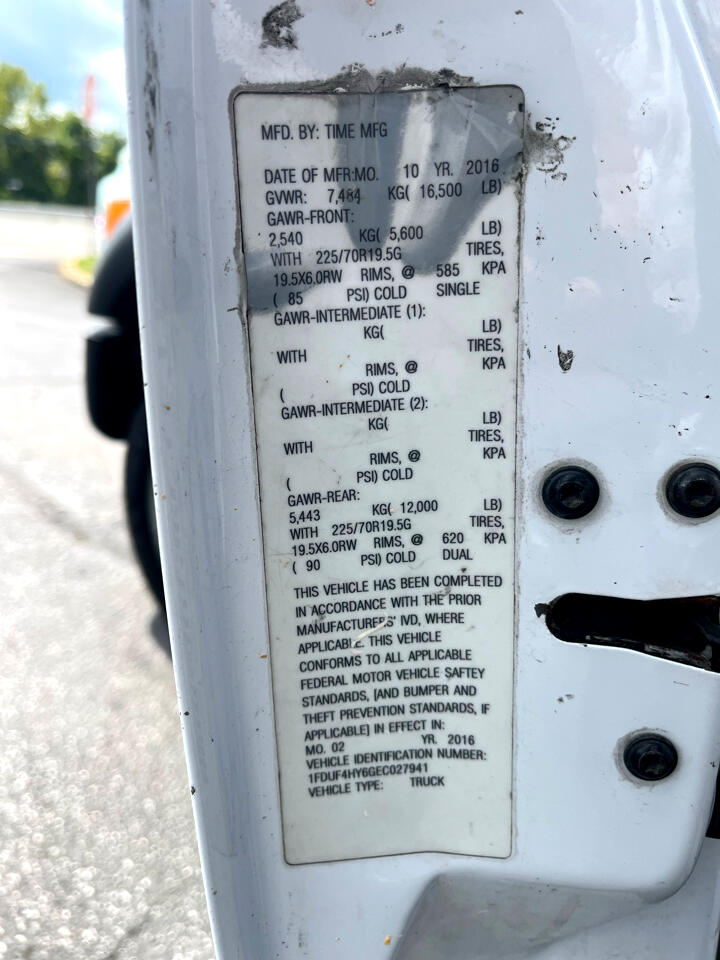 MFD. BY: TIME MFG
DATE OF MFR:MO. 10 YR. 2016
GVWR: 7,484 KG( 16,500 LB)
GAWR-FRONT:
2,540 KG( 5,600 LB)
WITH 225/70R19.5G TIRES,
19.5X6.0RW RIMS, @ 585 KPA
( 85 PSI) COLD SINGLE
GAWR-INTERMEDIATE (1):
KG( LB)
WITH TIRES,
RIMS, @ KPA
( PSI) COLD
GAWR-INTERMEDIATE (2):
KG( LB)
WITH TIRES,
RIMS, @ KPA
( PSI) COLD
GAWR-REAR:
5,443 KG( 12,000 LB)
WITH 225/70R19.5G TIRES,
19.5X6.0RW RIMS, @ 620 KPA
( 90 PSI) COLD DUAL
THIS VEHICLE HAS BEEN COMPLETED
IN ACCORDANCE WITH THE PRIOR
MANUFACTURERS' IVD, WHERE
APPLICABLE. THIS VEHICLE
CONFORMS TO ALL APPLICABLE
FEDERAL MOTOR VEHICLE SAFTEY
STANDARDS, [AND BUMPER AND
THEFT PREVENTION STANDARDS, IF
APPLICABLE] IN EFFECT IN:
MO. 02 YR. 2016
VEHICLE IDENTIFICATION NUMBER:
1FDUF4HY6GEC027941
VEHICLE TYPE: TRUCK